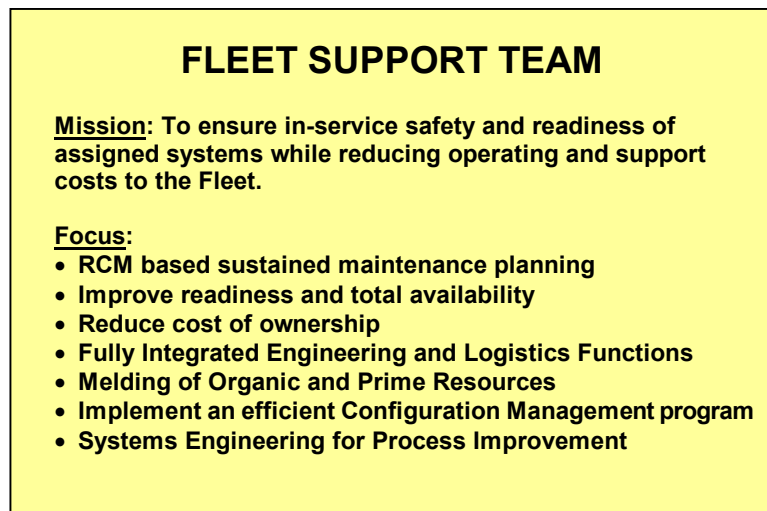 FLEET SUPPORT TEAM
Mission: To ensure in-service safety and readiness of
assigned systems while reducing operating and support
costs to the Fleet.
Focus:
• RCM based sustained maintenance planning
• Improve readiness and total availability
• Reduce cost of ownership
• Fully Integrated Engineering and Logistics Functions
• Melding of Organic and Prime Resources
• Implement an efficient Configuration Management program
• Systems Engineering for Process Improvement